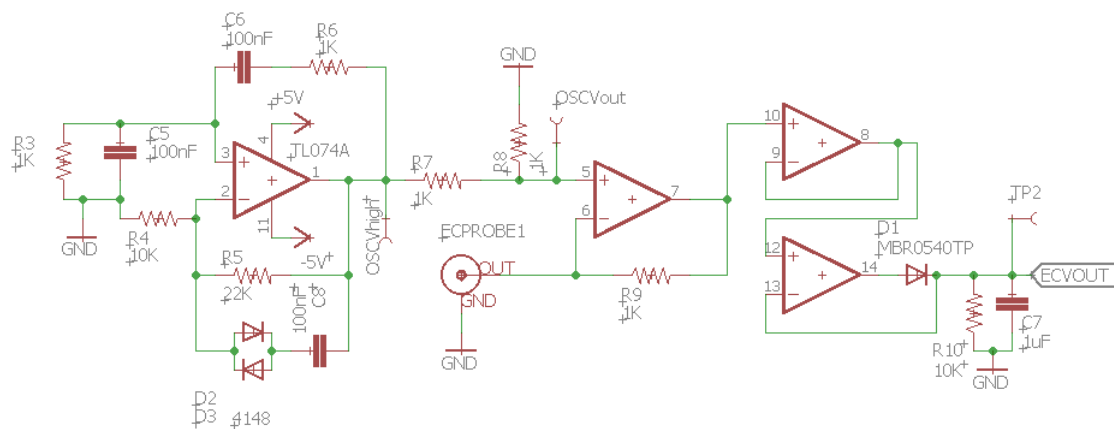 C6
100nF
R6
1K
GND
+5V
OSCVout
R3
1K
C5
100nF
3
2
4
11
TL074A
1
R7
1K
R8
1K
5
6
7
10
9
8
GND
R4
10K
-5V
OSCVhigh
ECPROBE1
OUT
GND
GND
R5
22K
100nF
C8
R9
1K
12
13
14
D1
MBR0540TP
TP2
ECVOUT
R10
10K
C7
1uF
GND
D2
D3
4148